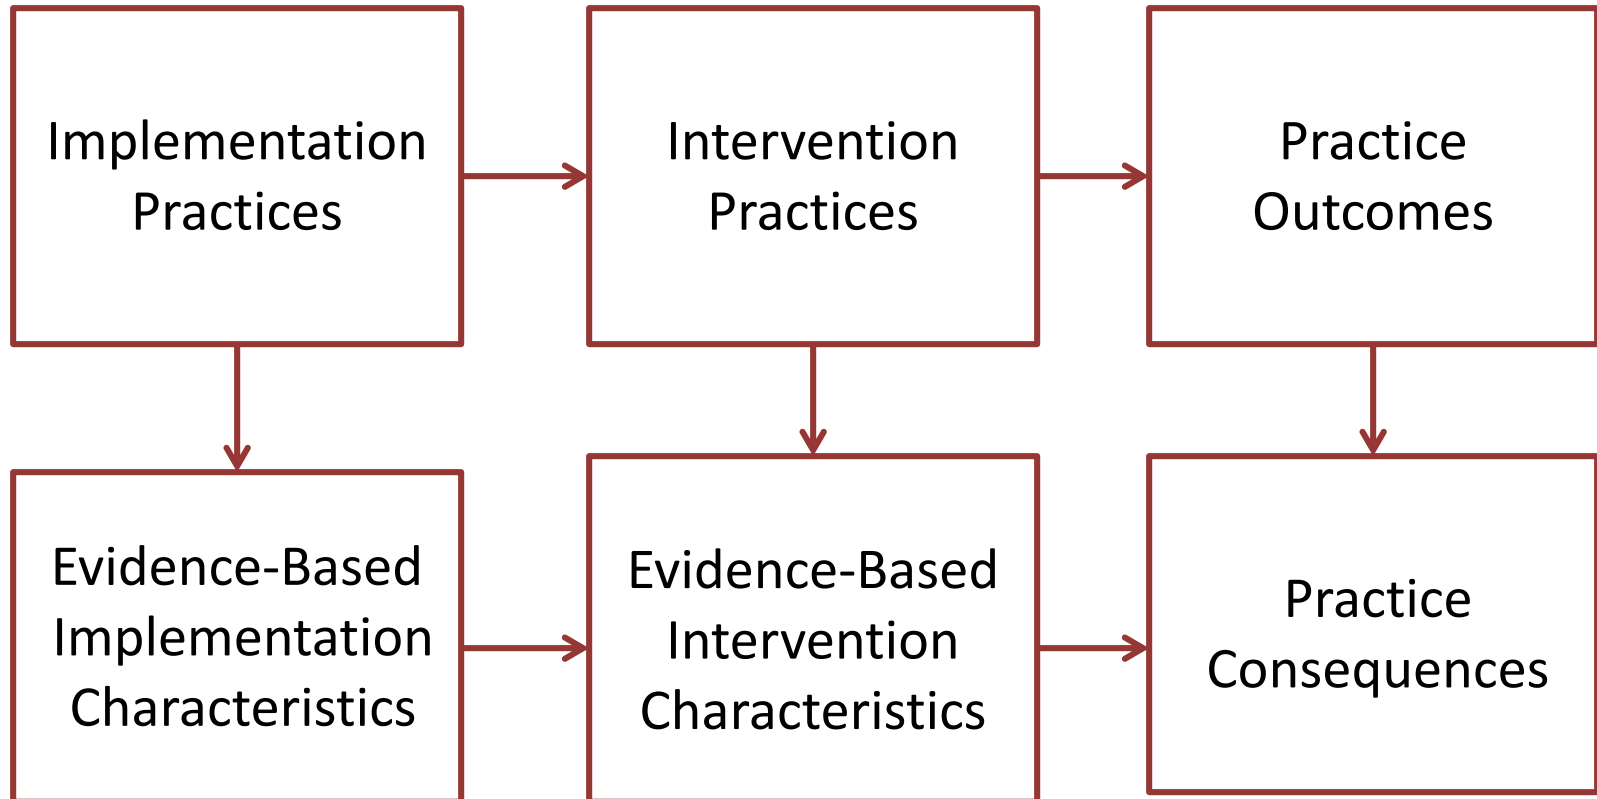 Implementation
Practices
Intervention
Practices
Practice
Outcomes
Evidence-Based
Implementation
Characteristics
Evidence-Based
Intervention
Characteristics
Practice
Consequences